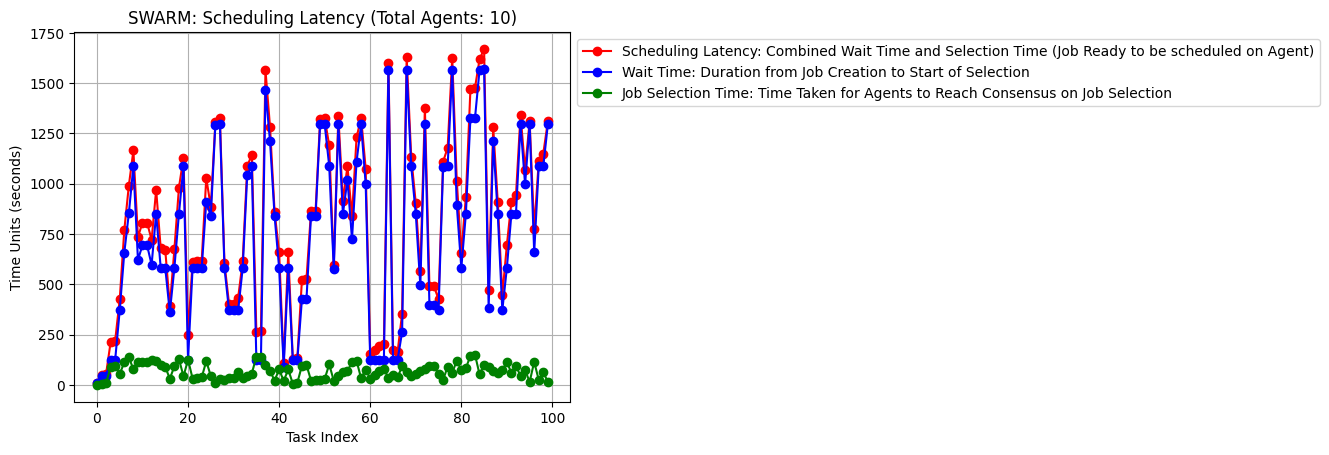 SWARM: Scheduling Latency (Total Agents: 10)
Scheduling Latency: Combined Wait Time and Selection Time (Job Ready to be scheduled on Agent)
Wait Time: Duration from Job Creation to Start of Selection
Job Selection Time: Time Taken for Agents to Reach Consensus on Job Selection
Time Units (seconds)
1750
1500
1250
1000
750
500
250
0
0 20 40 60 80 100
Task Index